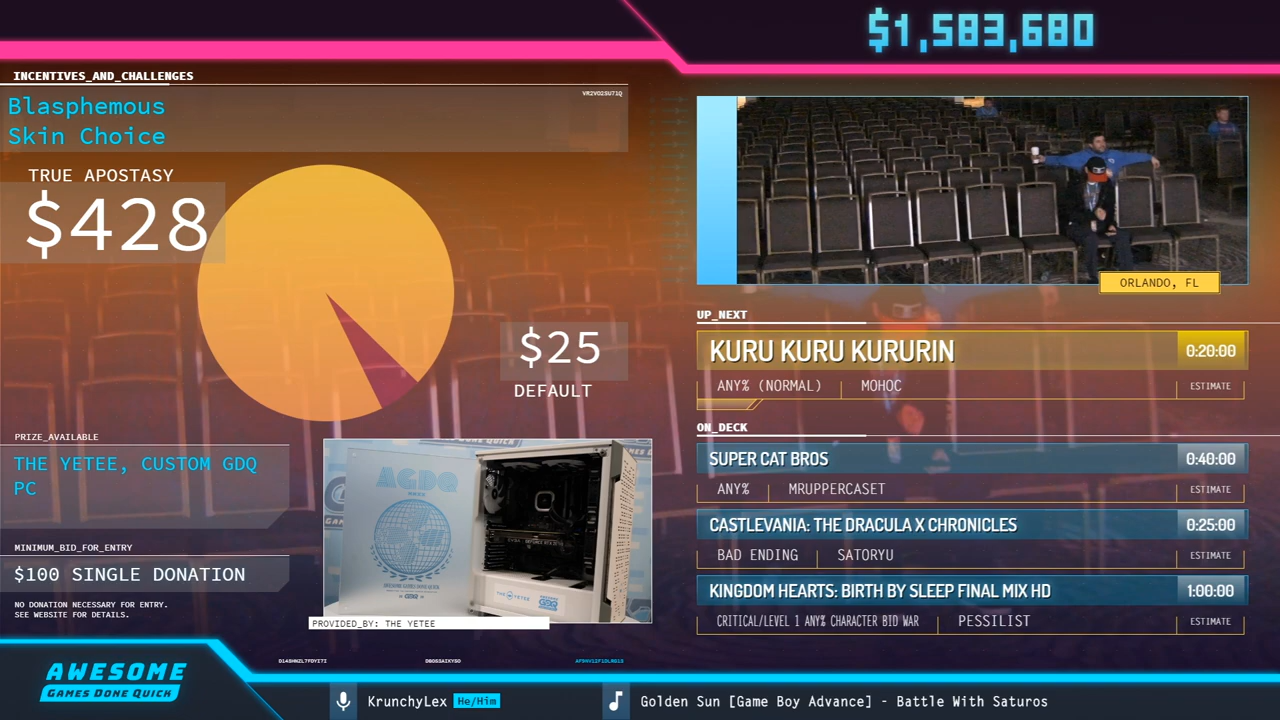 $1,583,680
INCENTIVES_AND_CHALLENGES
VR2VO2SU71Q
Blasphemous
Skin Choice
TRUE APOSTASY
$428
$25
DEFAULT
ORLANDO, FL
UP_NEXT
KURU KURU KURURIN
0:20:00
ANY% (NORMAL)
MOHOC
ESTIMATE
ON_DECK
SUPER CAT BROS
0:40:00
ANY%
MRUPPERCASET
ESTIMATE
CASTLEVANIA: THE DRACULA X CHRONICLES
0:25:00
BAD ENDING
SATORYU
ESTIMATE
KINGDOM HEARTS: BIRTH BY SLEEP FINAL MIX HD
1:00:00
CRITICAL/LEVEL 1 ANY% CHARACTER BID WAR
PESSILIST
ESTIMATE
PRIZE_AVAILABLE
THE YETEE, CUSTOM GDQ
PC
MINIMUM_BID_FOR_ENTRY
$100 SINGLE DONATION
NO DONATION NECESSARY FOR ENTRY.
SEE WEBSITE FOR DETAILS.
AGDQ
PROVIDED_BY: THE YETEE
AWESOME
GAMES DONE QUICK
KrunchyLex
He/Him
Golden Sun [Game Boy Advance] - Battle With Saturos